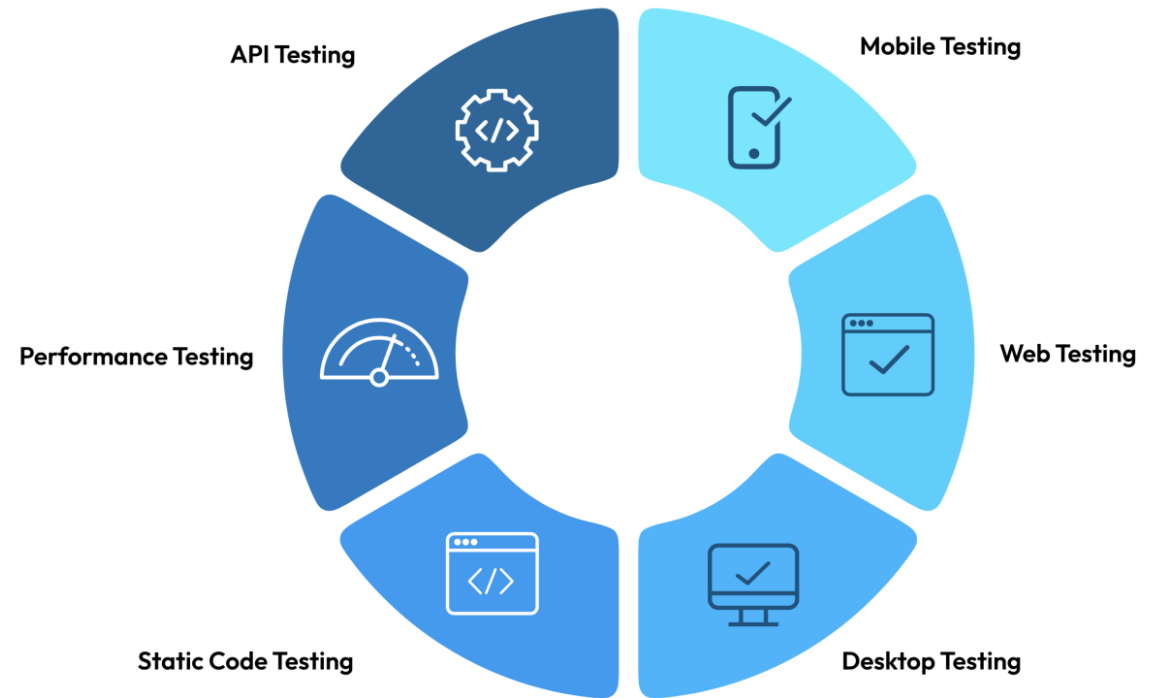 API Testing
Mobile Testing
Performance Testing
Web Testing
Static Code Testing
Desktop Testing